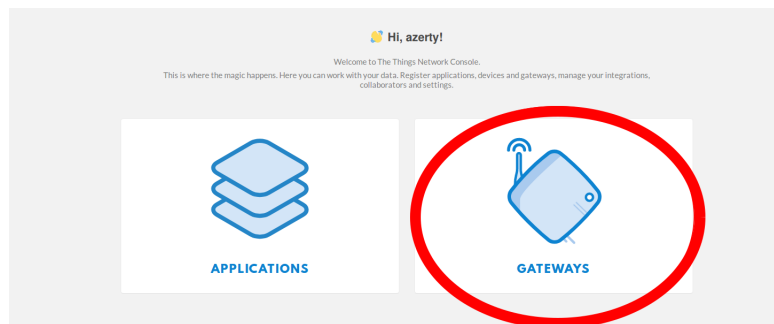 Hi, azerty!
Welcome to The Things Network Console.
This is where the magic happens. Here you can work with your data. Register applications, devices and gateways, manage your integrations,
collaborators and settings.
APPLICATIONS
GATEWAYS